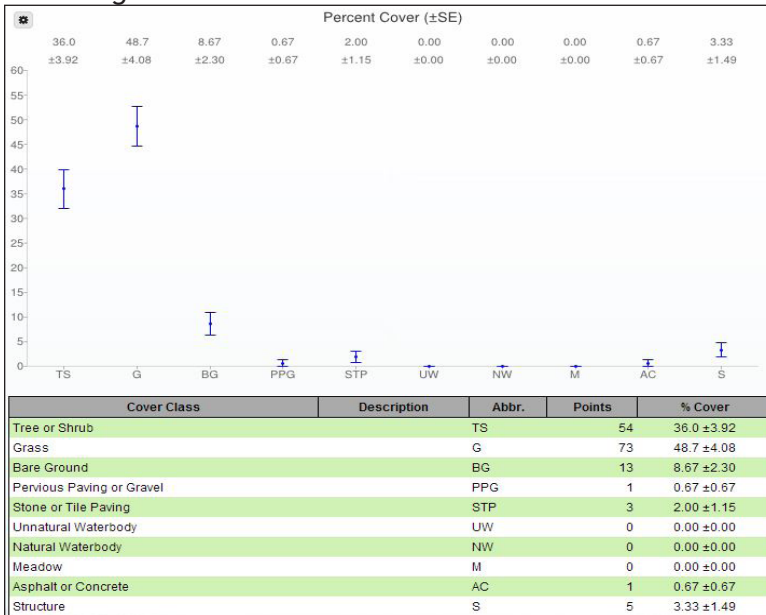 Percent Cover (±SE)
36.0 48.7 8.67 0.67 2.00 0.00 0.00 0.00 0.67 3.33
±3.92 ±4.08 ±2.30 ±0.67 ±1.15 ±0.00 ±0.00 ±0.00 ±0.67 ±1.49
60
55
50
45
40
35
30
25
20
15
10
5
0
TS G BG PPG STP UW NW M AC S
Cover Class Description Abbr. Points % Cover
Tree or Shrub TS 54 36.0 ±3.92
Grass G 73 48.7 ±4.08
Bare Ground BG 13 8.67 ±2.30
Pervious Paving or Gravel PPG 1 0.67 ±0.67
Stone or Tile Paving STP 3 2.00 ±1.15
Unnatural Waterbody UW 0 0.00 ±0.00
Natural Waterbody NW 0 0.00 ±0.00
Meadow M 0 0.00 ±0.00
Asphalt or Concrete AC 1 0.67 ±0.67
Structure S 5 3.33 ±1.49